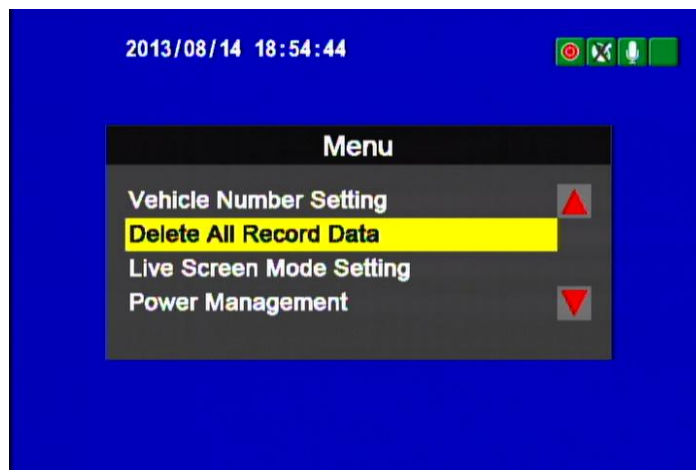 2013/08/14 18:54:44
Menu
Vehicle Number Setting
Delete All Record Data
Live Screen Mode Setting
Power Management